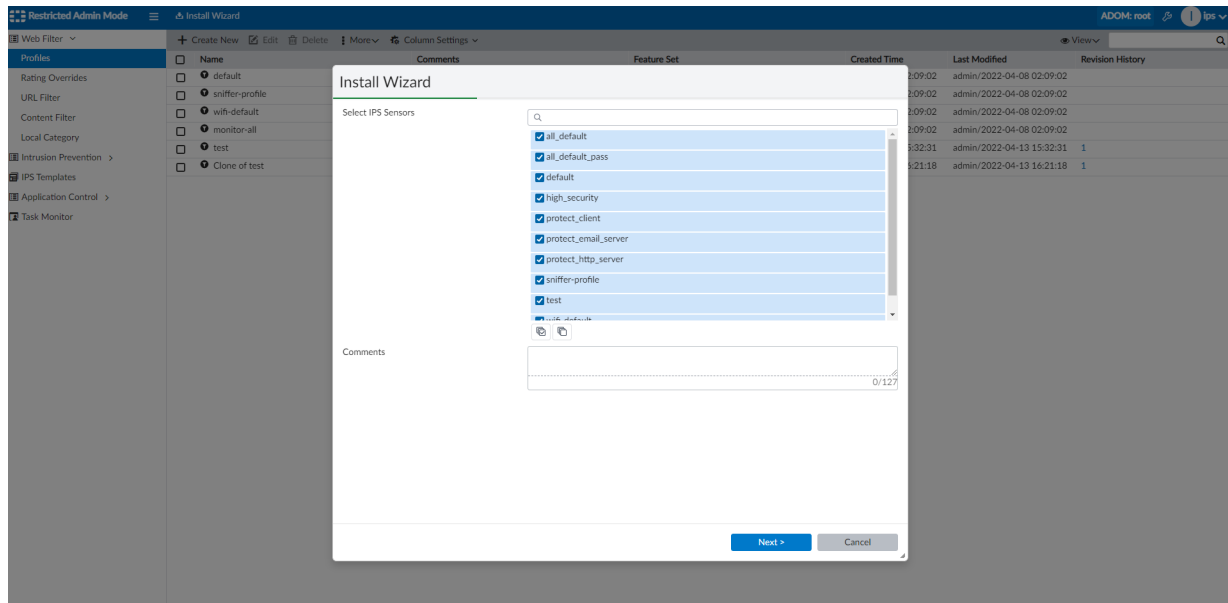 Restricted Admin Mode
Install Wizard
ADOM: root
I
ips
Web Filter
Create New Edit Delete More Column Settings
View
Profiles
Name Comments Feature Set Created Time Last Modified Revision History
Rating Overrides
default 2:09:02 admin/2022-04-08 02:09:02
URL Filter
sniffer-profile 2:09:02 admin/2022-04-08 02:09:02
Content Filter
wifi-default 2:09:02 admin/2022-04-08 02:09:02
Local Category
monitor-all 2:09:02 admin/2022-04-08 02:09:02
Intrusion Prevention
test 5:32:31 admin/2022-04-13 15:32:31 1
IPS Templates
Clone of test 6:21:18 admin/2022-04-13 16:21:18 1
Application Control
Task Monitor
Install Wizard
Select IPS Sensors
all_default
all_default_pass
default
high_security
protect_client
protect_email_server
protect_http_server
sniffer-profile
test
wifi-default
Comments
0/127
Next >
Cancel